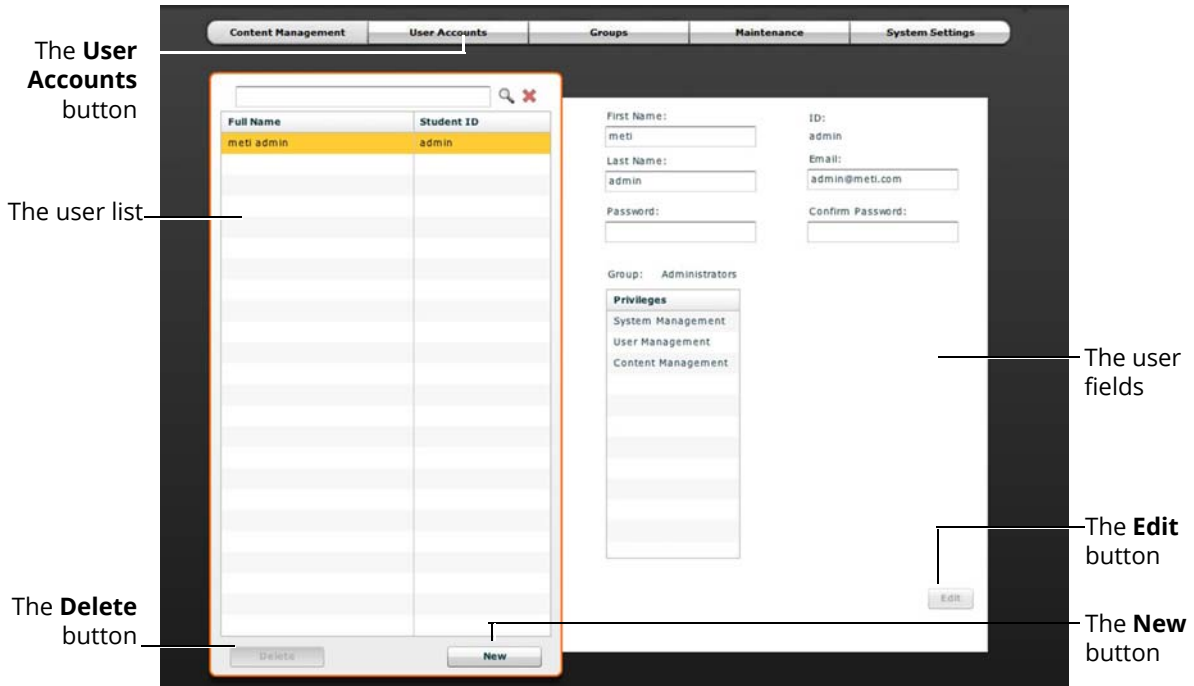 Content Management User Accounts Groups Maintenance System Settings
The User
Accounts
button
Full Name Student ID
meti admin admin
The user list
First Name: ID:
meti admin
Last Name: Email:
admin admin@meti.com
Password: Confirm Password:
Group: Administrators
Privileges
System Management
User Management
Content Management
The user
fields
The Edit
button
Edit
The Delete
button
Delete New
The New
button